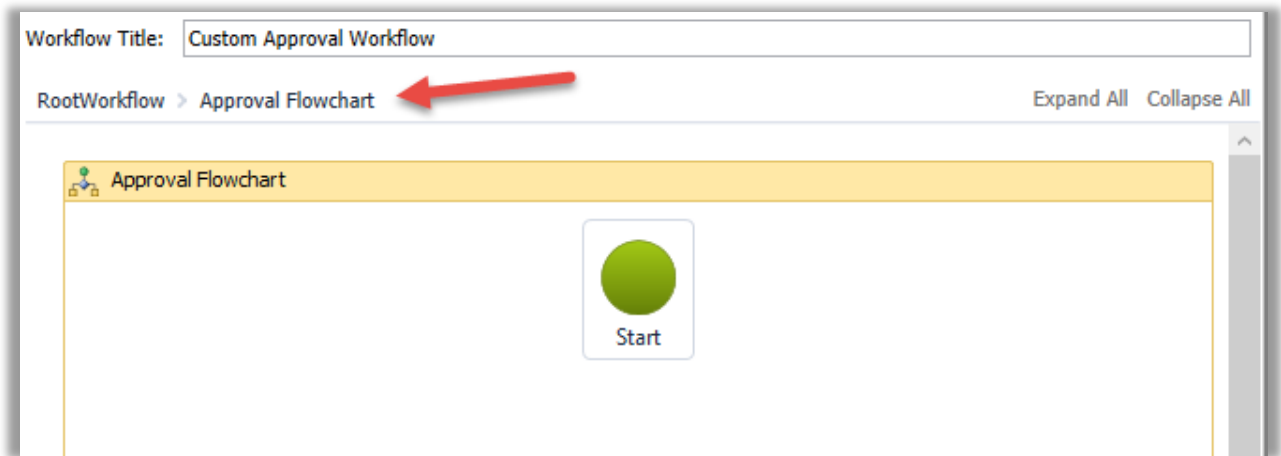 Workflow Title: Custom Approval Workflow
RootWorkflow > Approval Flowchart Expand All Collapse All
Approval Flowchart
Start